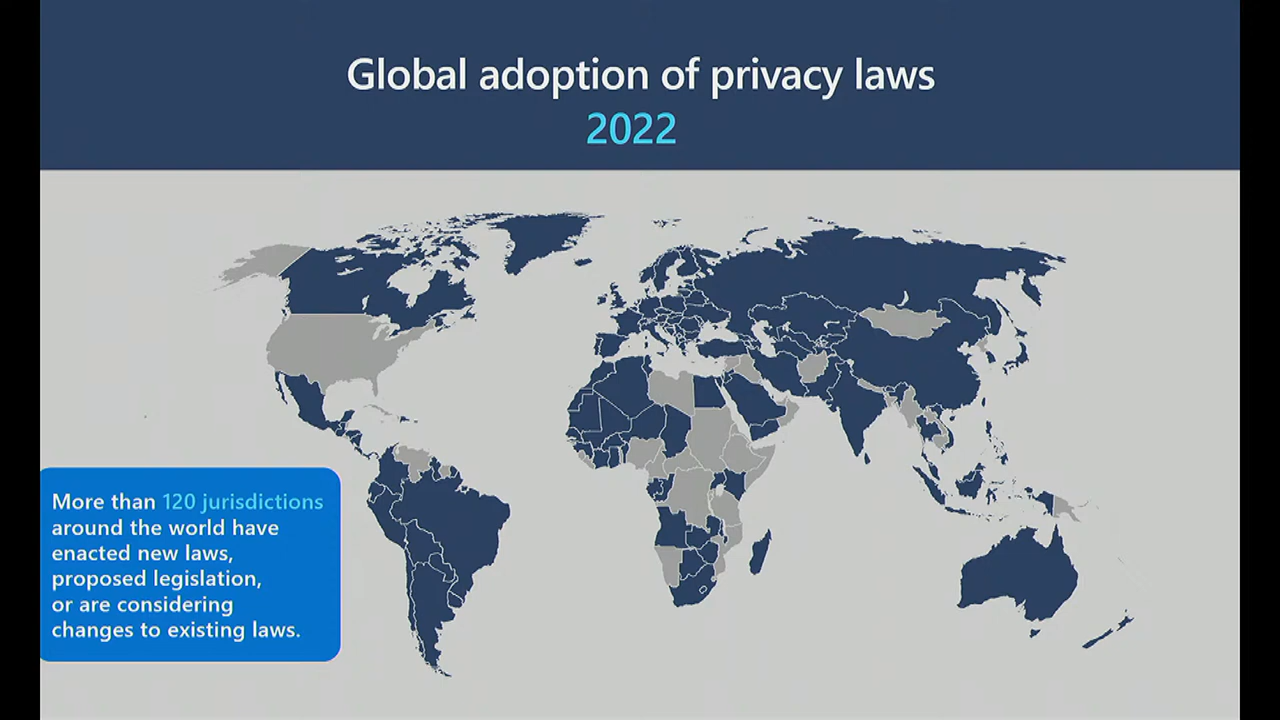 Global adoption of privacy laws
2022
More than 120 jurisdictions
around the world have
enacted new laws,
proposed legislation,
or are considering
changes to existing laws.